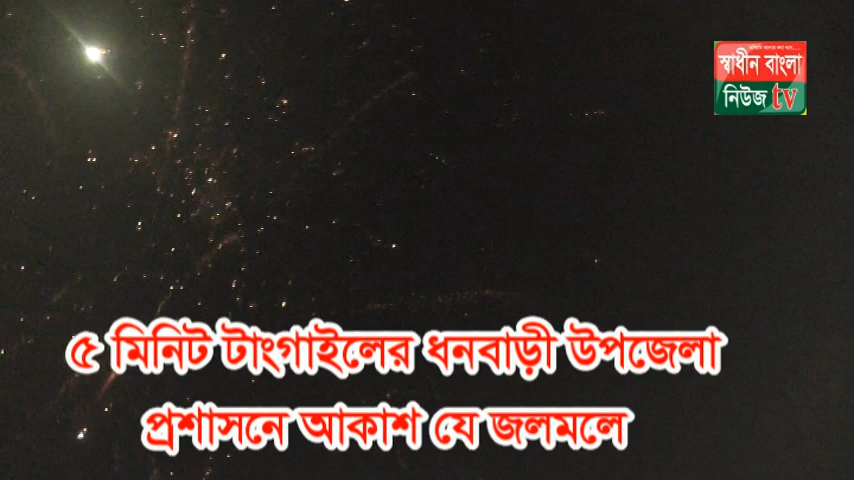 স্বাধীন বাংলা
নিউজ tv
৫ মিনিট টাংগাইলের ধনবাড়ী উপজেলা
প্রশাসনে আকাশ যে জলমলে